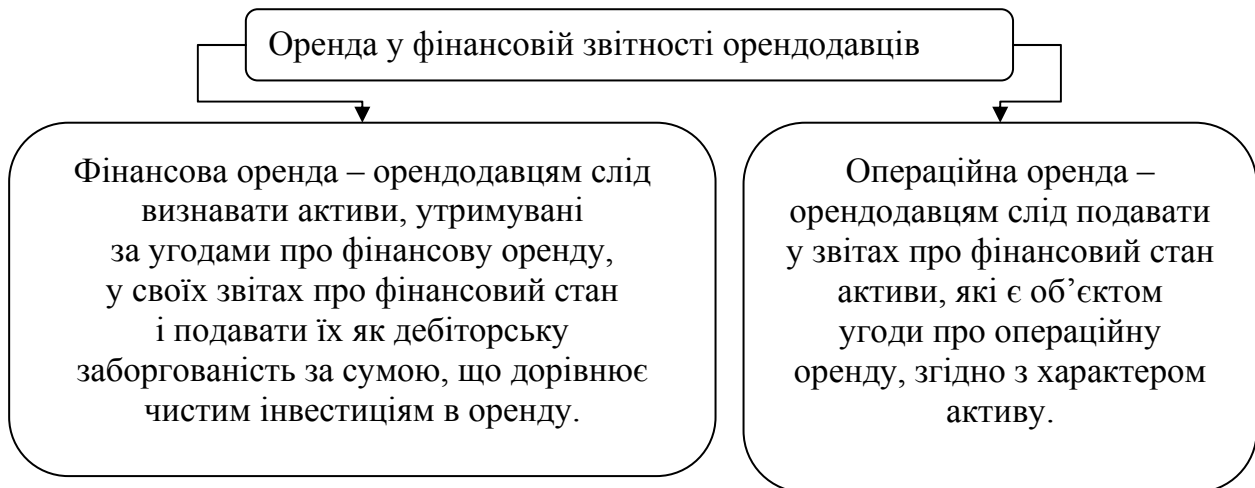 Оренда у фінансовій звітності орендодавців
Фінансова оренда – орендодавцям слід
визнавати активи, утримувані
за угодами про фінансову оренду,
у своїх звітах про фінансовий стан
і подавати їх як дебіторську
заборгованість за сумою, що дорівнює
чистим інвестиціям в оренду.
Операційна оренда –
орендодавцям слід подавати
у звітах про фінансовий стан
активи, які є об’єктом
угоди про операційну
оренду, згідно з характером
активу.